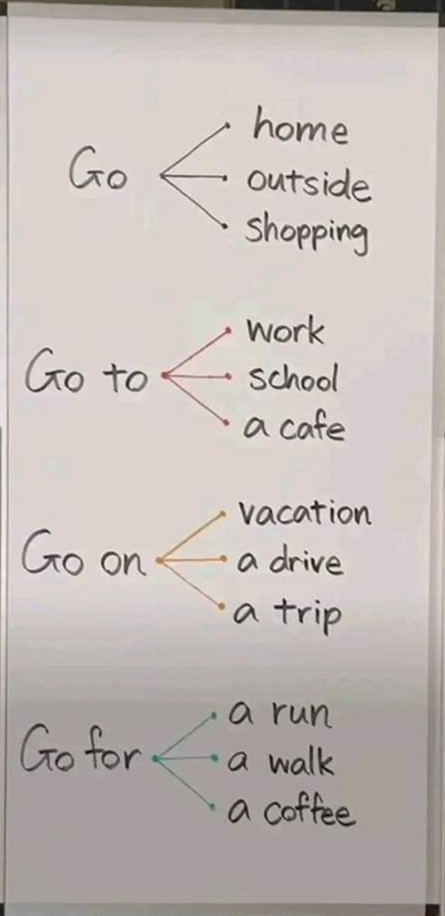 Go
home
outside
shopping
Go to
work
school
a cafe
Go on
vacation
a drive
a trip
Go for
a run
a walk
a coffee